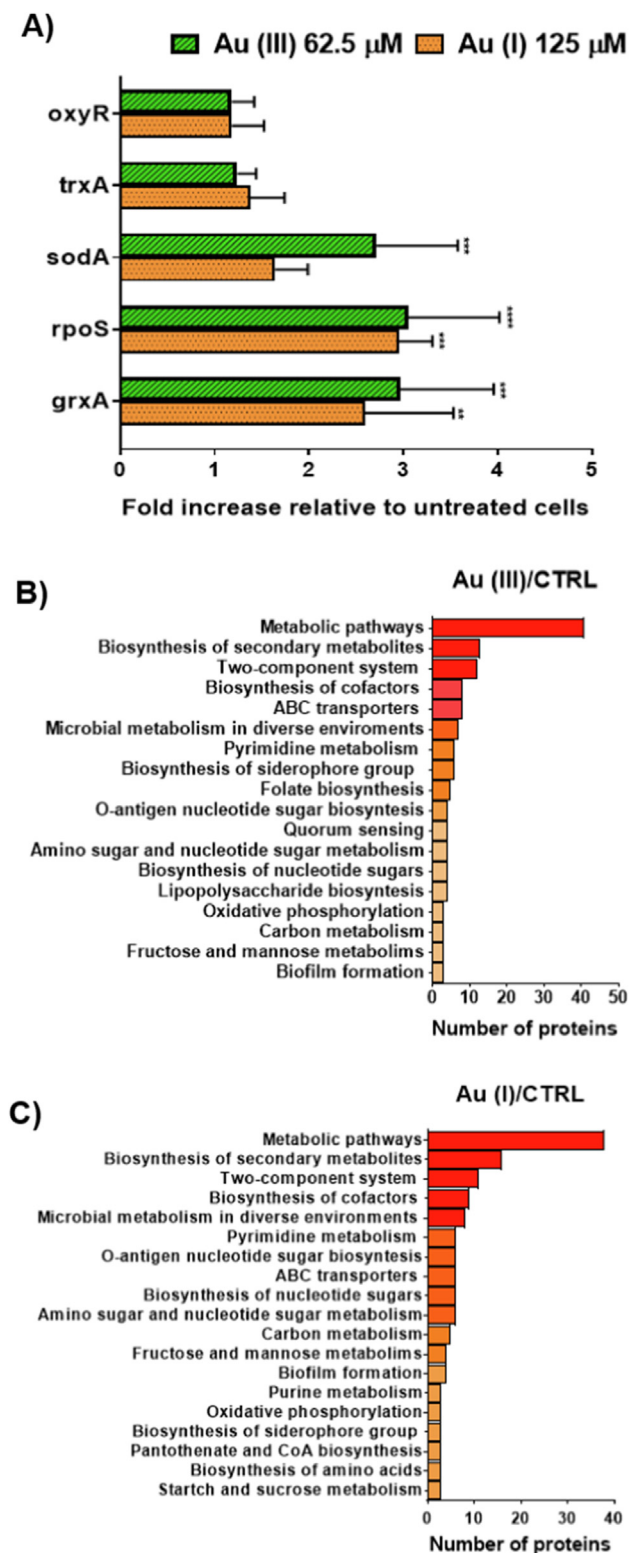 A)
Au (III) 62.5 µM Au (I) 125 µM
oxyR
trxA
sodA
***
rpoS
****
***
grxA
***
**
0 1 2 3 4 5
Fold increase relative to untreated cells
B)
Au (III)/CTRL
Metabolic pathways
Biosynthesis of secondary metabolites
Two-component system
Biosynthesis of cofactors
ABC transporters
Microbial metabolism in diverse enviroments
Pyrimidine metabolism
Biosynthesis of siderophore group
Folate biosynthesis
O-antigen nucleotide sugar biosyntesis
Quorum sensing
Amino sugar and nucleotide sugar metabolism
Biosynthesis of nucleotide sugars
Lipopolysaccharide biosyntesis
Oxidative phosphorylation
Carbon metabolism
Fructose and mannose metabolims
Biofilm formation
0 10 20 30 40 50
Number of proteins
C)
Au (I)/CTRL
Metabolic pathways
Biosynthesis of secondary metabolites
Two-component system
Biosynthesis of cofactors
Microbial metabolism in diverse environments
Pyrimidine metabolism
O-antigen nucleotide sugar biosyntesis
ABC transporters
Biosynthesis of nucleotide sugars
Amino sugar and nucleotide sugar metabolism
Carbon metabolism
Fructose and mannose metabolims
Biofilm formation
Purine metabolism
Oxidative phosphorylation
Biosynthesis of siderophore group
Pantothenate and CoA biosynthesis
Biosynthesis of amino acids
Startch and sucrose metabolism
0 10 20 30 40
Number of proteins